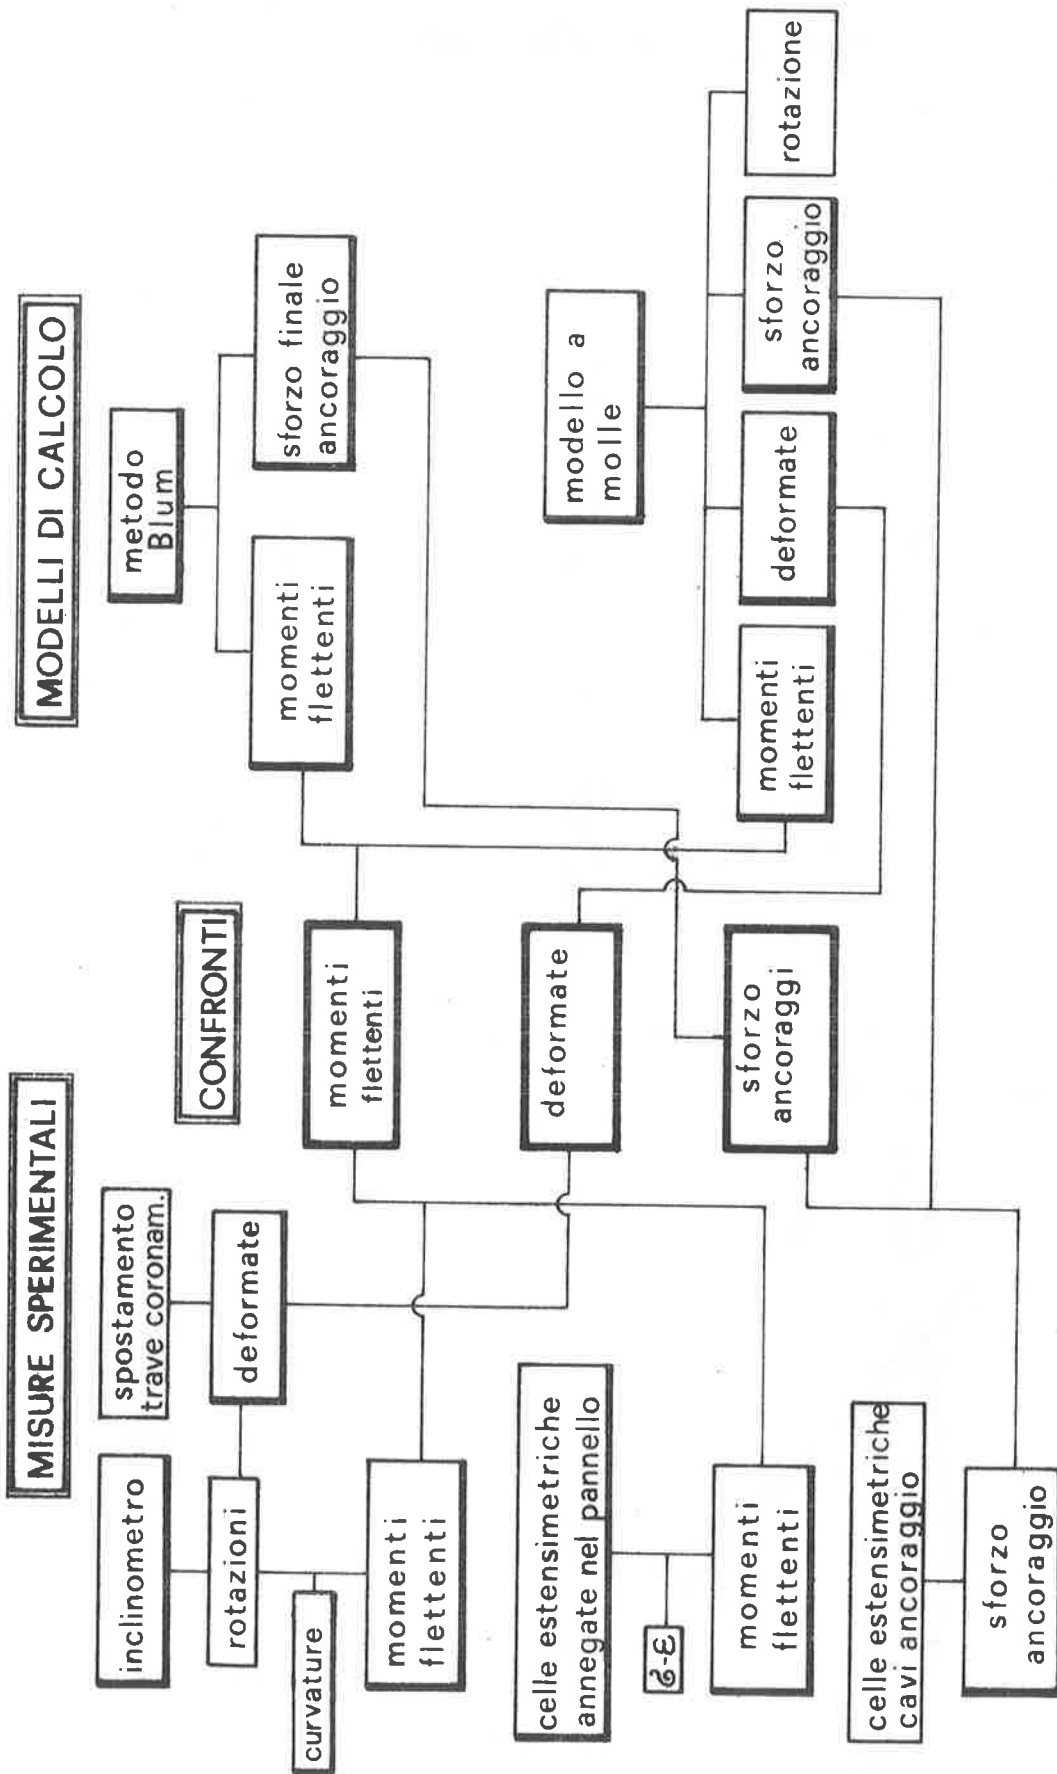 MISURE SPERIMENTALI
inclinometro
spostamento
trave coronam.
rotazioni
deformate
curvature
momenti
flettenti
celle estensimetriche
annegate nel pannello
σ-ε
momenti
flettenti
celle estensimetriche
cavi ancoraggio
sforzo
ancoraggio
CONFRONTI
momenti
flettenti
deformate
sforzo
ancoraggi
MODELLI DI CALCOLO
metodo
Blum
momenti
flettenti
sforzo finale
ancoraggio
modello a
molle
momenti
flettenti
deformate
sforzo
ancoraggio
rotazione